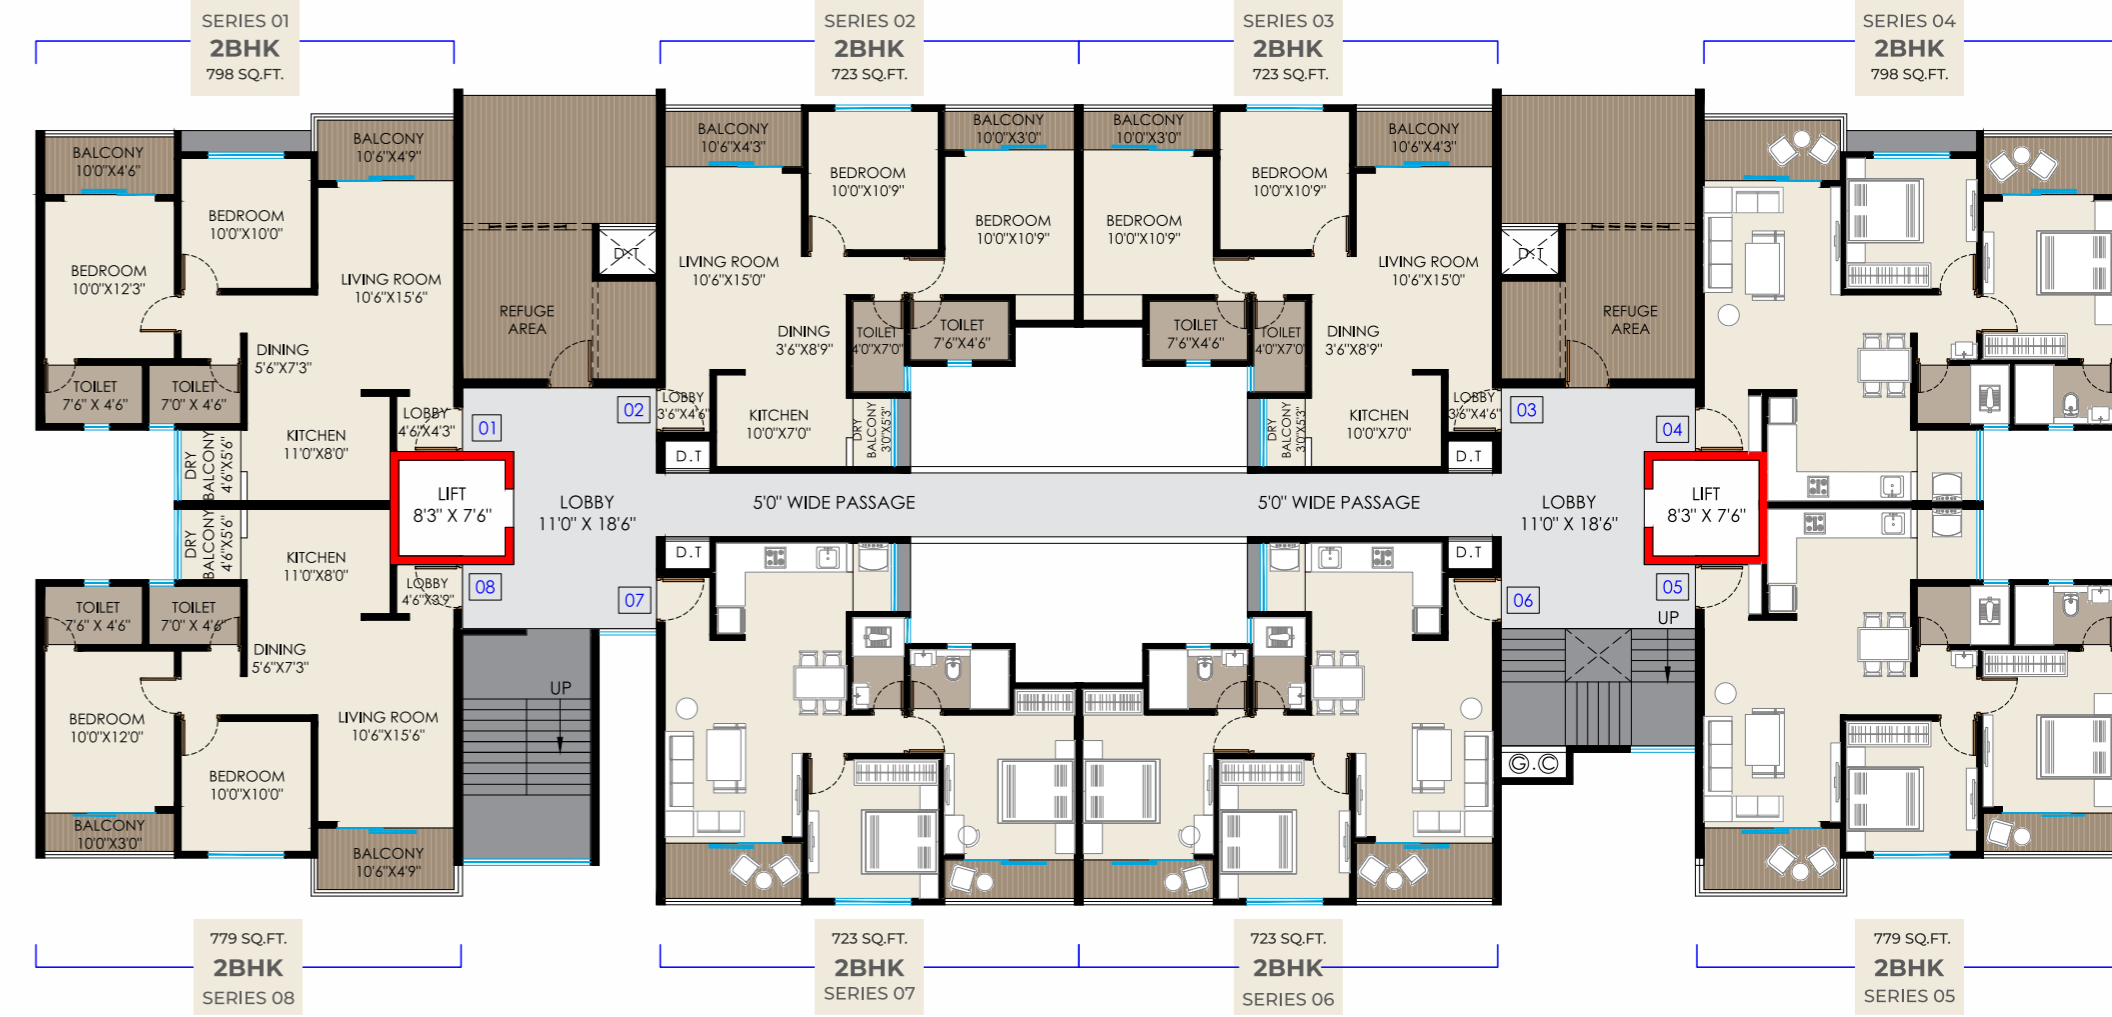 SERIES 01
2BHK
798 SQ.FT.
SERIES 02
2BHK
723 SQ.FT.
SERIES 03
2BHK
723 SQ.FT.
SERIES 04
2BHK
798 SQ.FT.
BALCONY
10'0"X4'6"
BALCONY
10'6"X4'9"
BEDROOM
10'0"X10'0"
BEDROOM
10'0"X12'3"
LIVING ROOM
10'6"X15'6"
DINING
5'6"X7'3"
TOILET
7'6" X 4'6"
TOILET
7'0" X 4'6"
KITCHEN
11'0"X8'0"
LOBBY
4'6"X4'3"
DRY
BALCONY
4'6"X5'6"
REFUGE
AREA
D.T
01
02
BALCONY
10'6"X4'3"
BEDROOM
10'0"X10'9"
BALCONY
10'0"X3'0"
BEDROOM
10'0"X10'9"
LIVING ROOM
10'6"X15'0"
DINING
3'6"X8'9"
TOILET
4'0"X7'0"
TOILET
7'6"X4'6"
LOBBY
3'6"X4'6"
KITCHEN
10'0"X7'0"
DRY
BALCONY
3'0"X5'3"
D.T
BALCONY
10'0"X3'0"
BEDROOM
10'0"X10'9"
BALCONY
10'6"X4'3"
BEDROOM
10'0"X10'9"
LIVING ROOM
10'6"X15'0"
TOILET
7'6"X4'6"
TOILET
4'0"X7'0"
DINING
3'6"X8'9"
DRY
BALCONY
3'0"X5'3"
KITCHEN
10'0"X7'0"
LOBBY
3'6"X4'6"
D.T
D.T
REFUGE
AREA
03
04
LIFT
8'3" X 7'6"
LOBBY
11'0" X 18'6"
5'0" WIDE PASSAGE
5'0" WIDE PASSAGE
LOBBY
11'0" X 18'6"
LIFT
8'3" X 7'6"
DRY
BALCONY
4'6"X5'6"
KITCHEN
11'0"X8'0"
LOBBY
4'6"X3'9"
08
07
D.T
D.T
06
05
UP
TOILET
7'6" X 4'6"
TOILET
7'0" X 4'6"
DINING
5'6"X7'3"
BEDROOM
10'0"X12'0"
LIVING ROOM
10'6"X15'6"
BEDROOM
10'0"X10'0"
BALCONY
10'0"X3'0"
BALCONY
10'6"X4'9"
UP
G.C
779 SQ.FT.
2BHK
SERIES 08
723 SQ.FT.
2BHK
SERIES 07
723 SQ.FT.
2BHK
SERIES 06
779 SQ.FT.
2BHK
SERIES 05